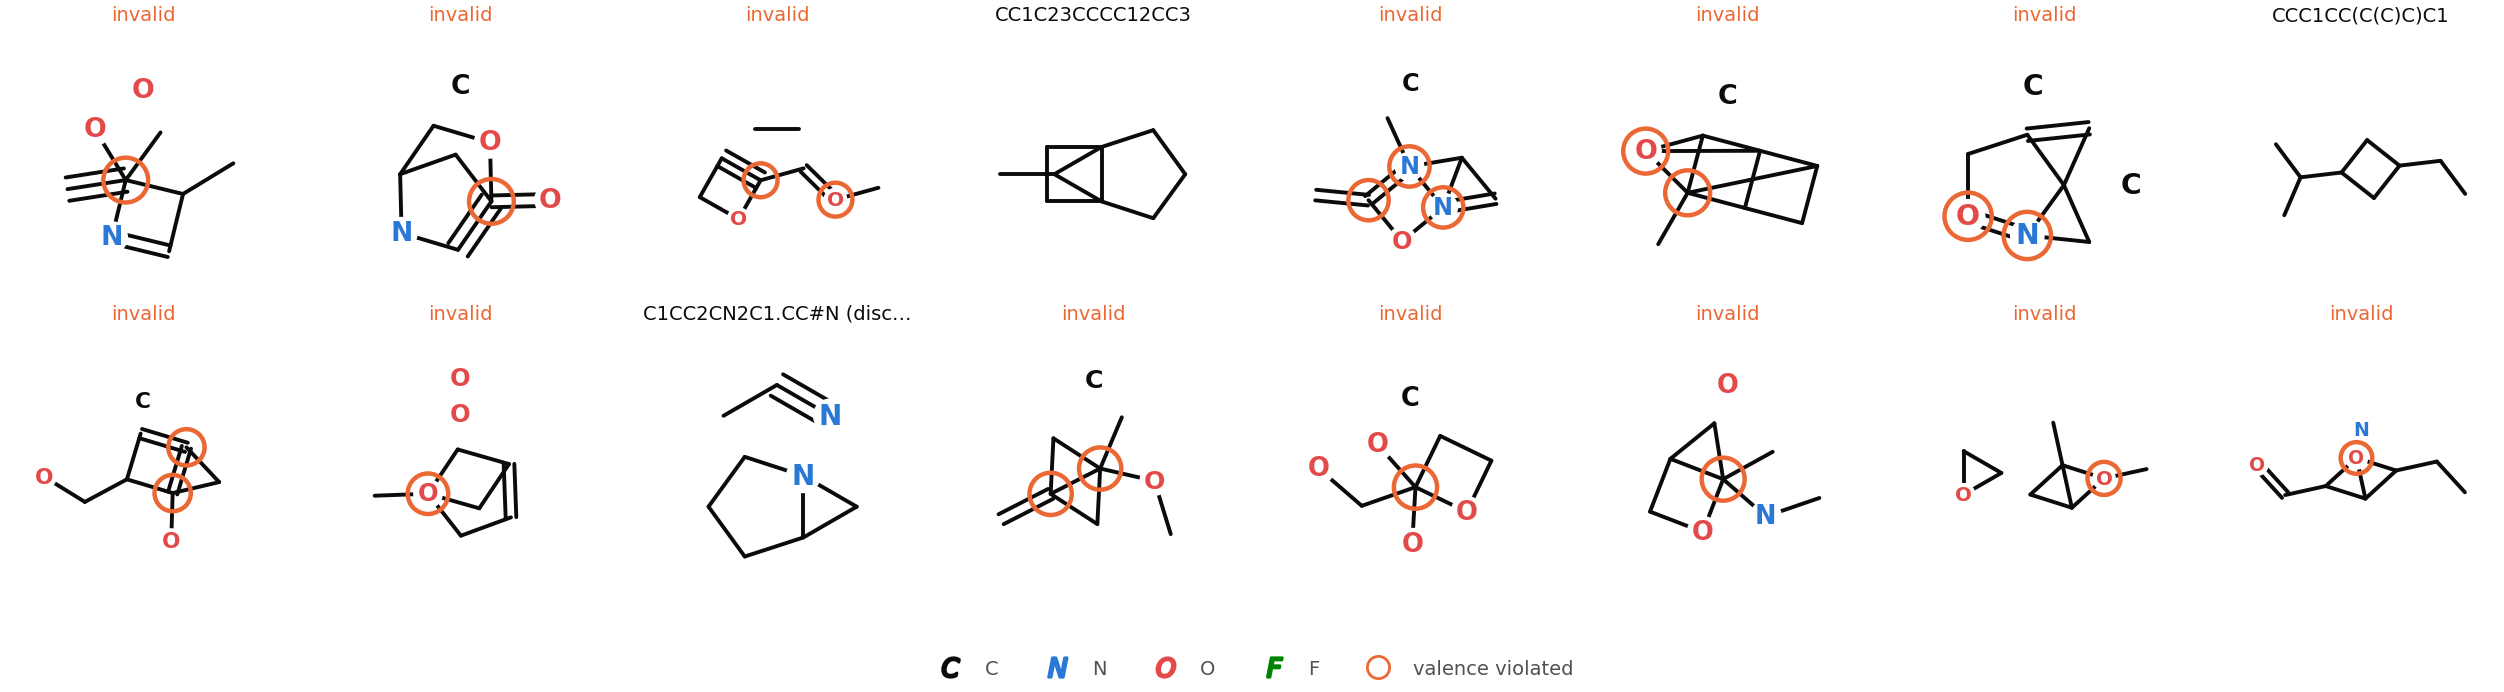 invalid invalid invalid CC1C23CCCC12CC3 invalid invalid invalid CCC1CC(C(C)C)C1
O C C C C
O O N N O C
N N O O O O N
invalid invalid C1CC2CN2C1.CC#N (disc... invalid invalid invalid invalid invalid
C O O N C C O N
O O O N O O O O O O O
O O O N O
C C N N O O F F valence violated